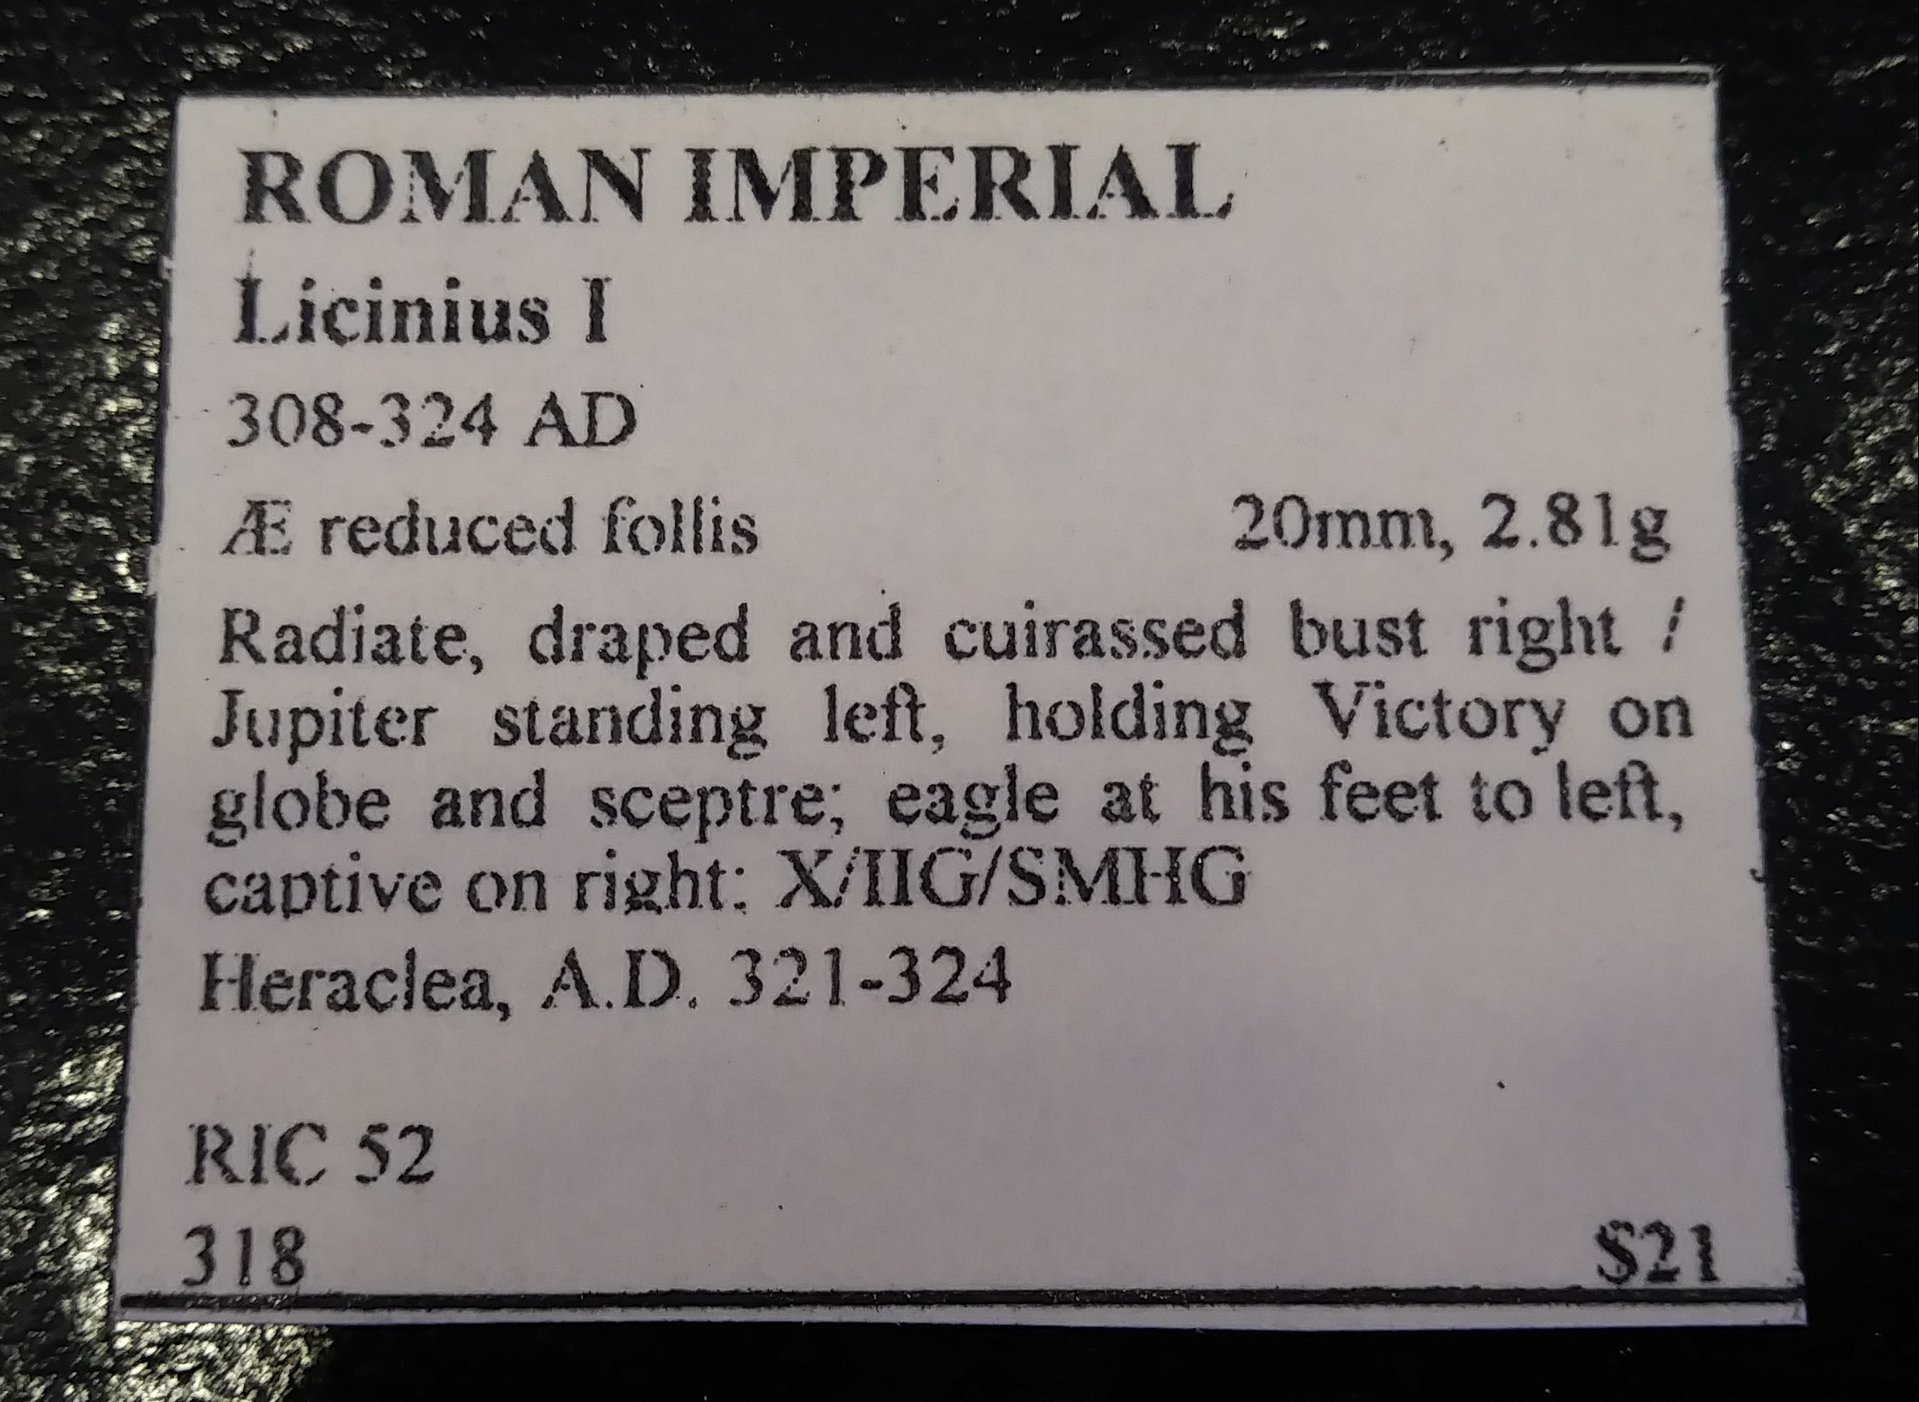 ROMAN IMPERIAL
Licinius I
308-324 AD
Æ reduced follis 20mm, 2.81g
Radiate, draped and cuirassed bust right /
Jupiter standing left, holding Victory on
globe and sceptre; eagle at his feet to left,
captive on right: X/IIG/SMHG
Heraclea, A.D. 321-324
RIC 52
318 S21